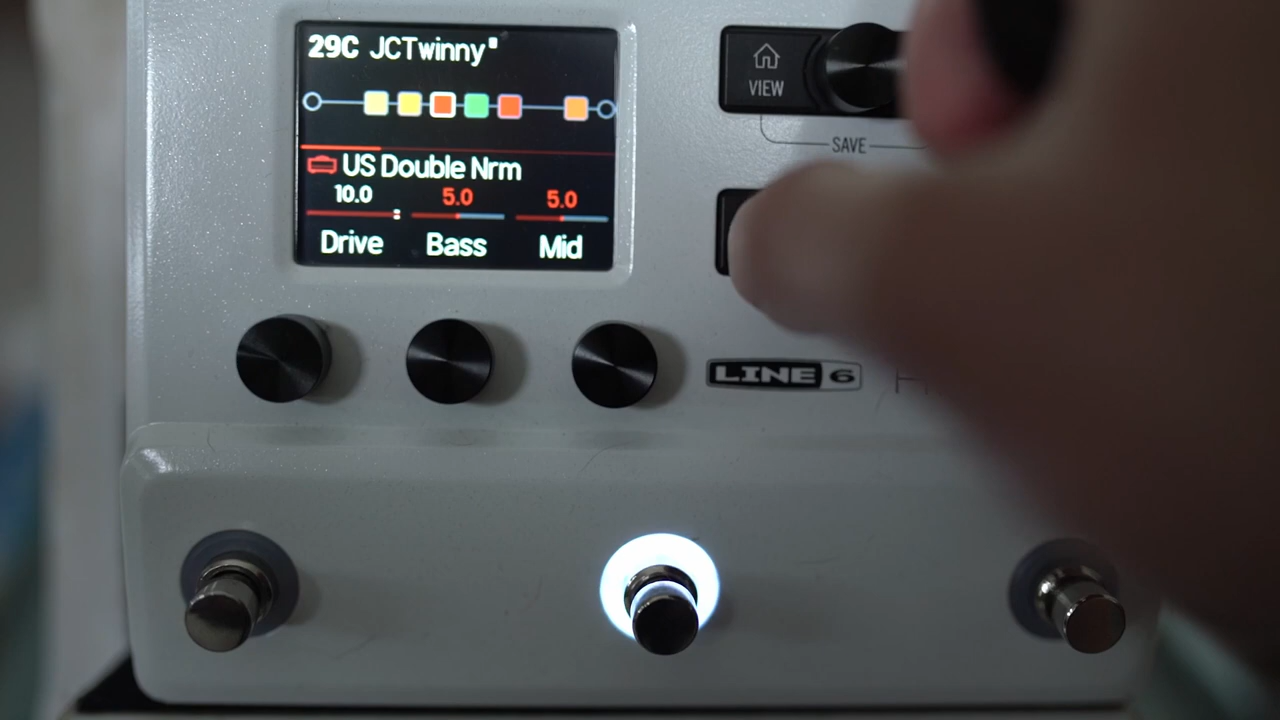 29C JCTwinny
US Double Nrm
10.0 5.0 5.0
Drive Bass Mid
VIEW
SAVE
LINE 6